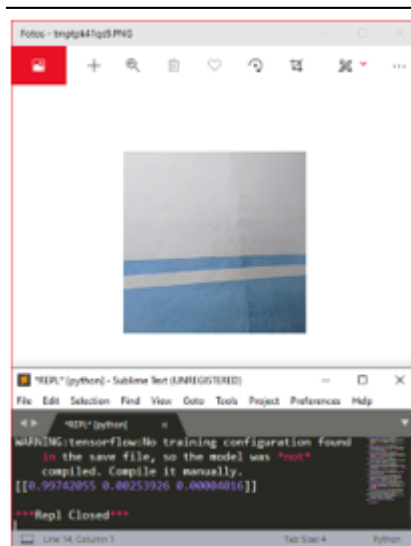 Fotos - tmptpk41qs9.PNG
*REPL* [python] - Sublime Text (UNREGISTERED)
File Edit Selection Find View Goto Tools Project Preferences Help
*REPL* [python]
WARNING:tensorflow:No training configuration found
in the save file, so the model was *not*
compiled. Compile it manually.
[[0.99742055 0.00253926 0.00004016]]
***Repl Closed***
Line 14, Column 1 Tab Size: 4 Python